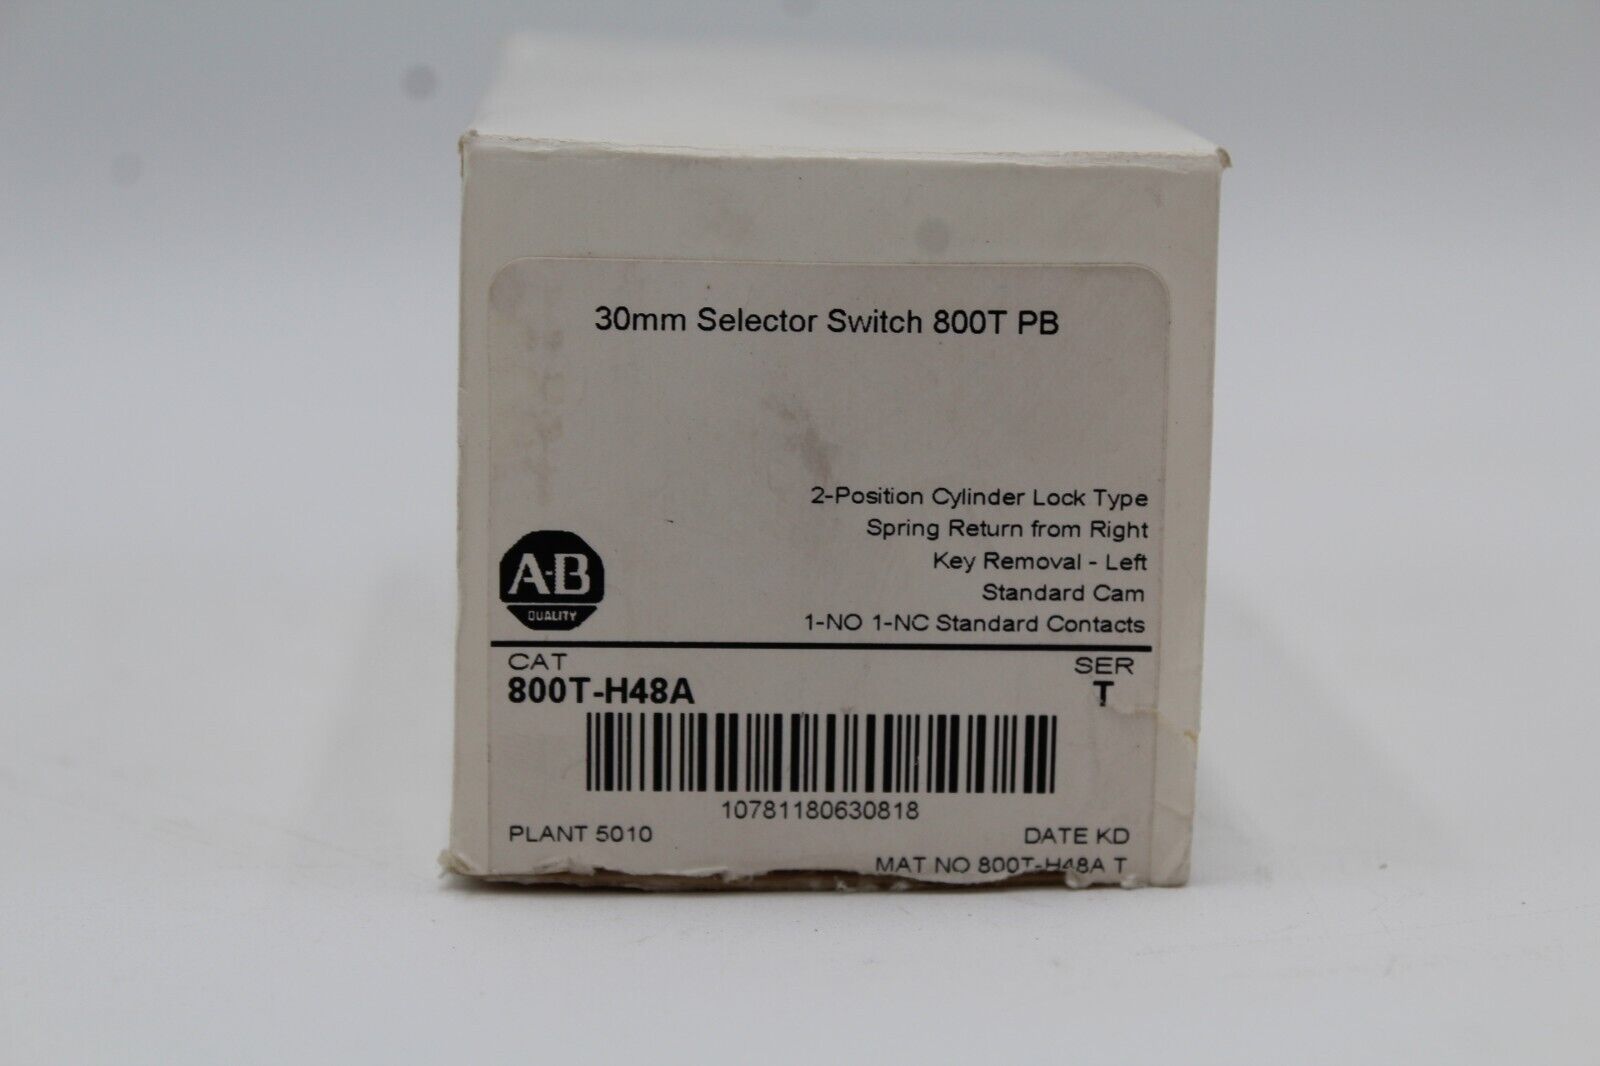 30mm Selector Switch 800T PB
2-Position Cylinder Lock Type
Spring Return from Right
Key Removal - Left
Standard Cam
1-NO 1-NC Standard Contacts
A-B
QUALITY
CAT
SER
800T-H48A
T
10781180630818
PLANT 5010
DATE KD
MAT NO 800T-H48A T